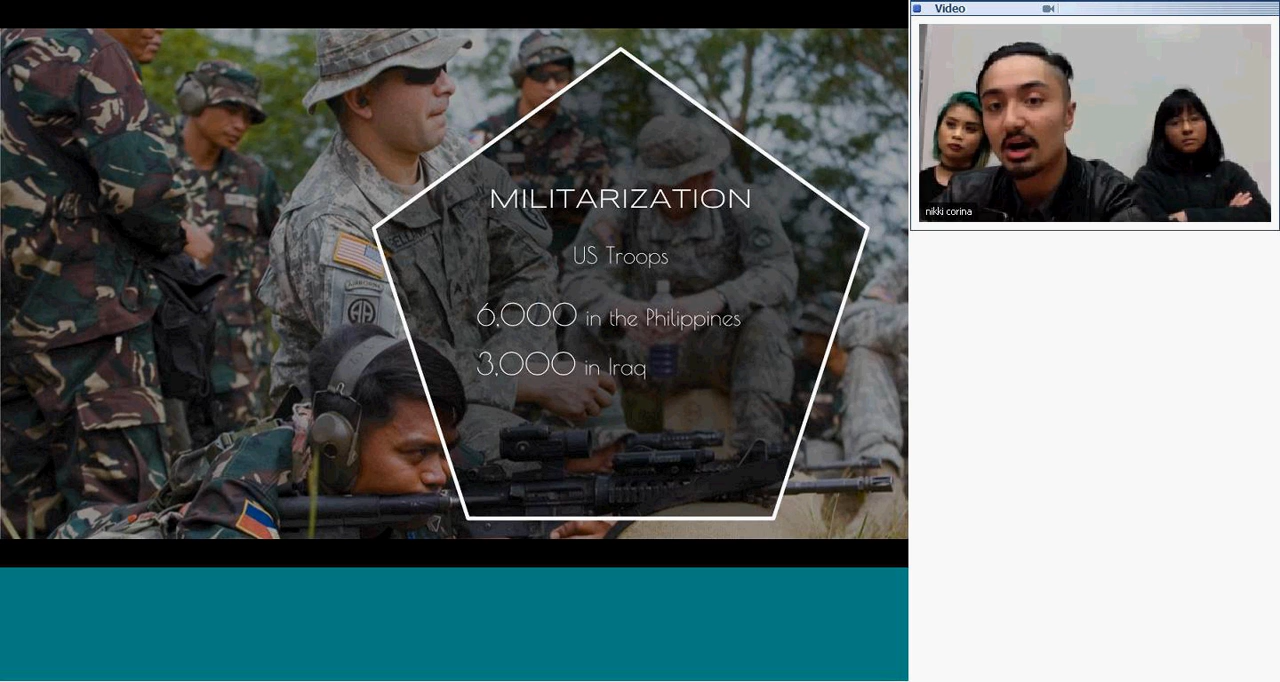 MILITARIZATION
US Troops
6,000 in the Philippines
3,000 in Iraq
Video
nikki corina